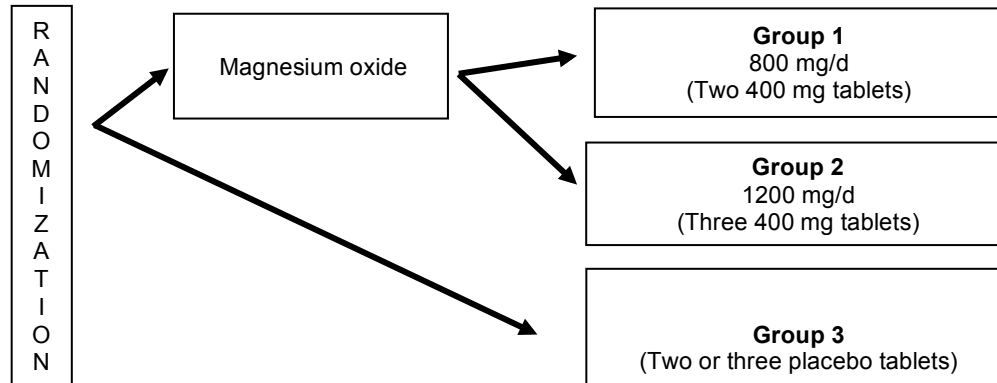 RANDOMIZATION
Magnesium oxide
Group 1
800 mg/d
(Two 400 mg tablets)
Group 2
1200 mg/d
(Three 400 mg tablets)
Group 3
(Two or three placebo tablets)